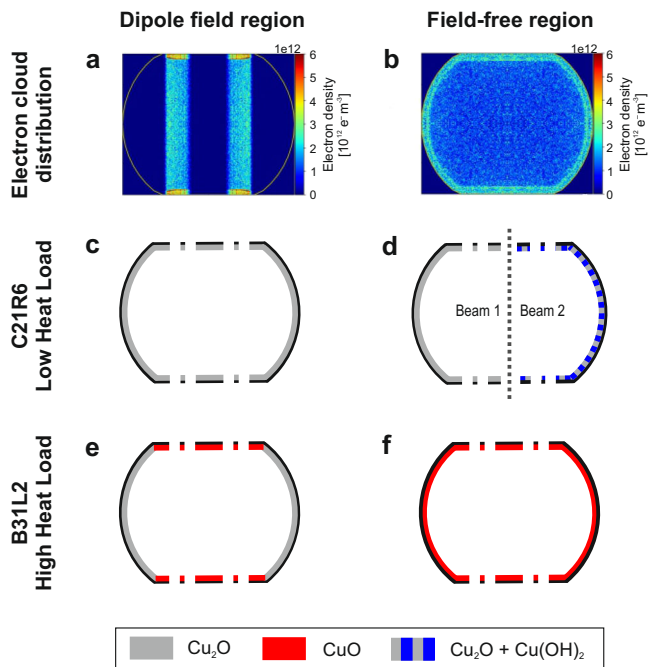 Dipole field region
Field-free region
Electron cloud
distribution
a
1e12
6
5
4
3
2
1
0
Electron density
[10¹² e⁻m⁻³]
b
1e12
6
5
4
3
2
1
0
Electron density
[10¹² e⁻m⁻³]
C21R6
Low Heat Load
c
d
Beam 1
Beam 2
B31L2
High Heat Load
e
f
Cu₂O
CuO
Cu₂O + Cu(OH)₂